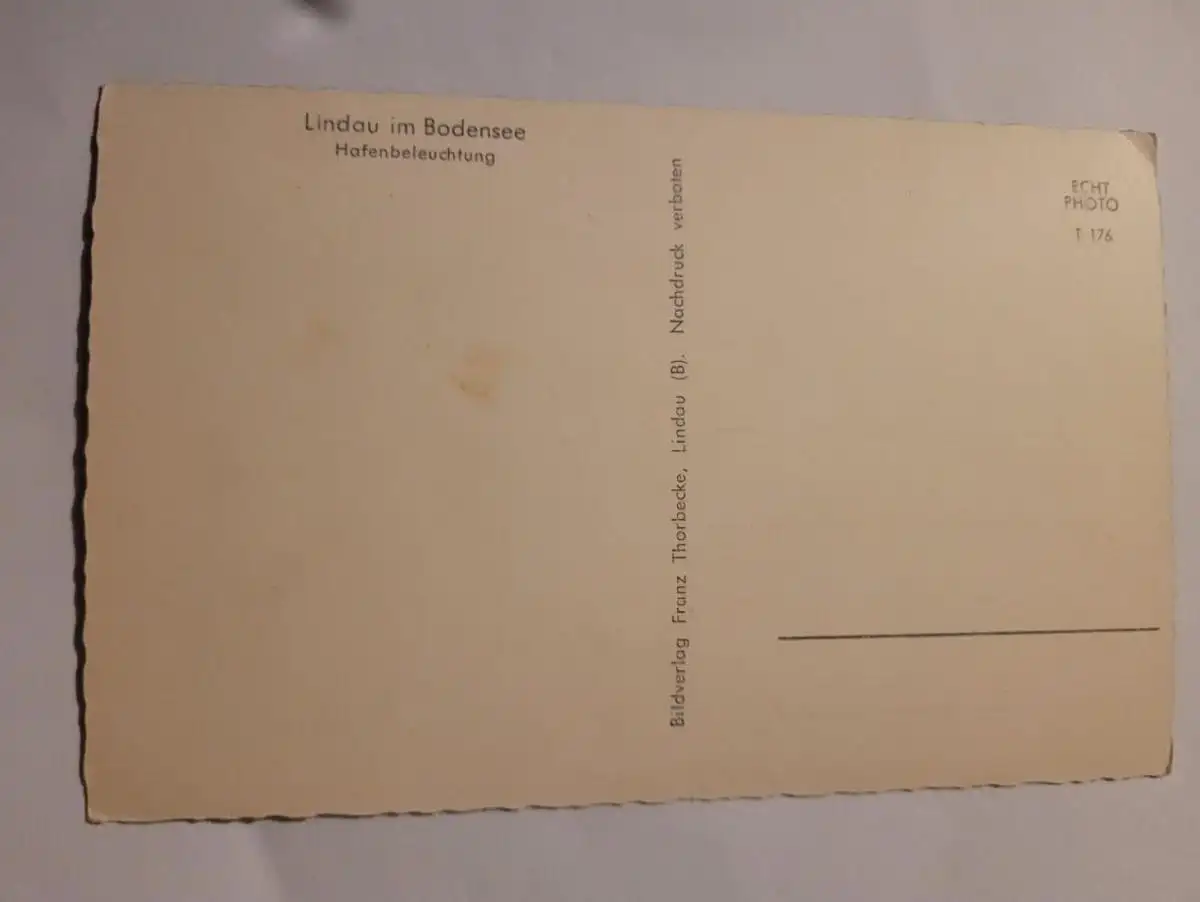 Lindau im Bodensee
Hafenbeleuchtung
Bildverlag Franz Thorbecke, Lindau (B). Nachdruck verboten
ECHT
PHOTO
T 176